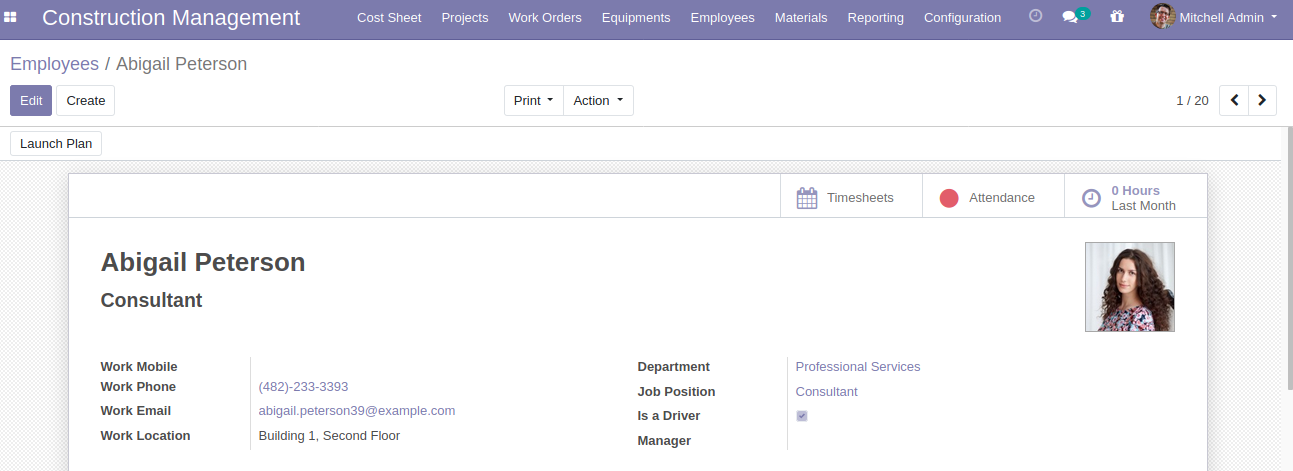 Construction Management Cost Sheet Projects Work Orders Equipments Employees Materials Reporting Configuration 3 Mitchell Admin
Employees / Abigail Peterson
Edit Create Print Action 1 / 20
Launch Plan
Timesheets Attendance 0 Hours
Last Month
Abigail Peterson
Consultant
Work Mobile
Work Phone (482)-233-3393
Work Email abigail.peterson39@example.com
Work Location Building 1, Second Floor
Department Professional Services
Job Position Consultant
Is a Driver
Manager